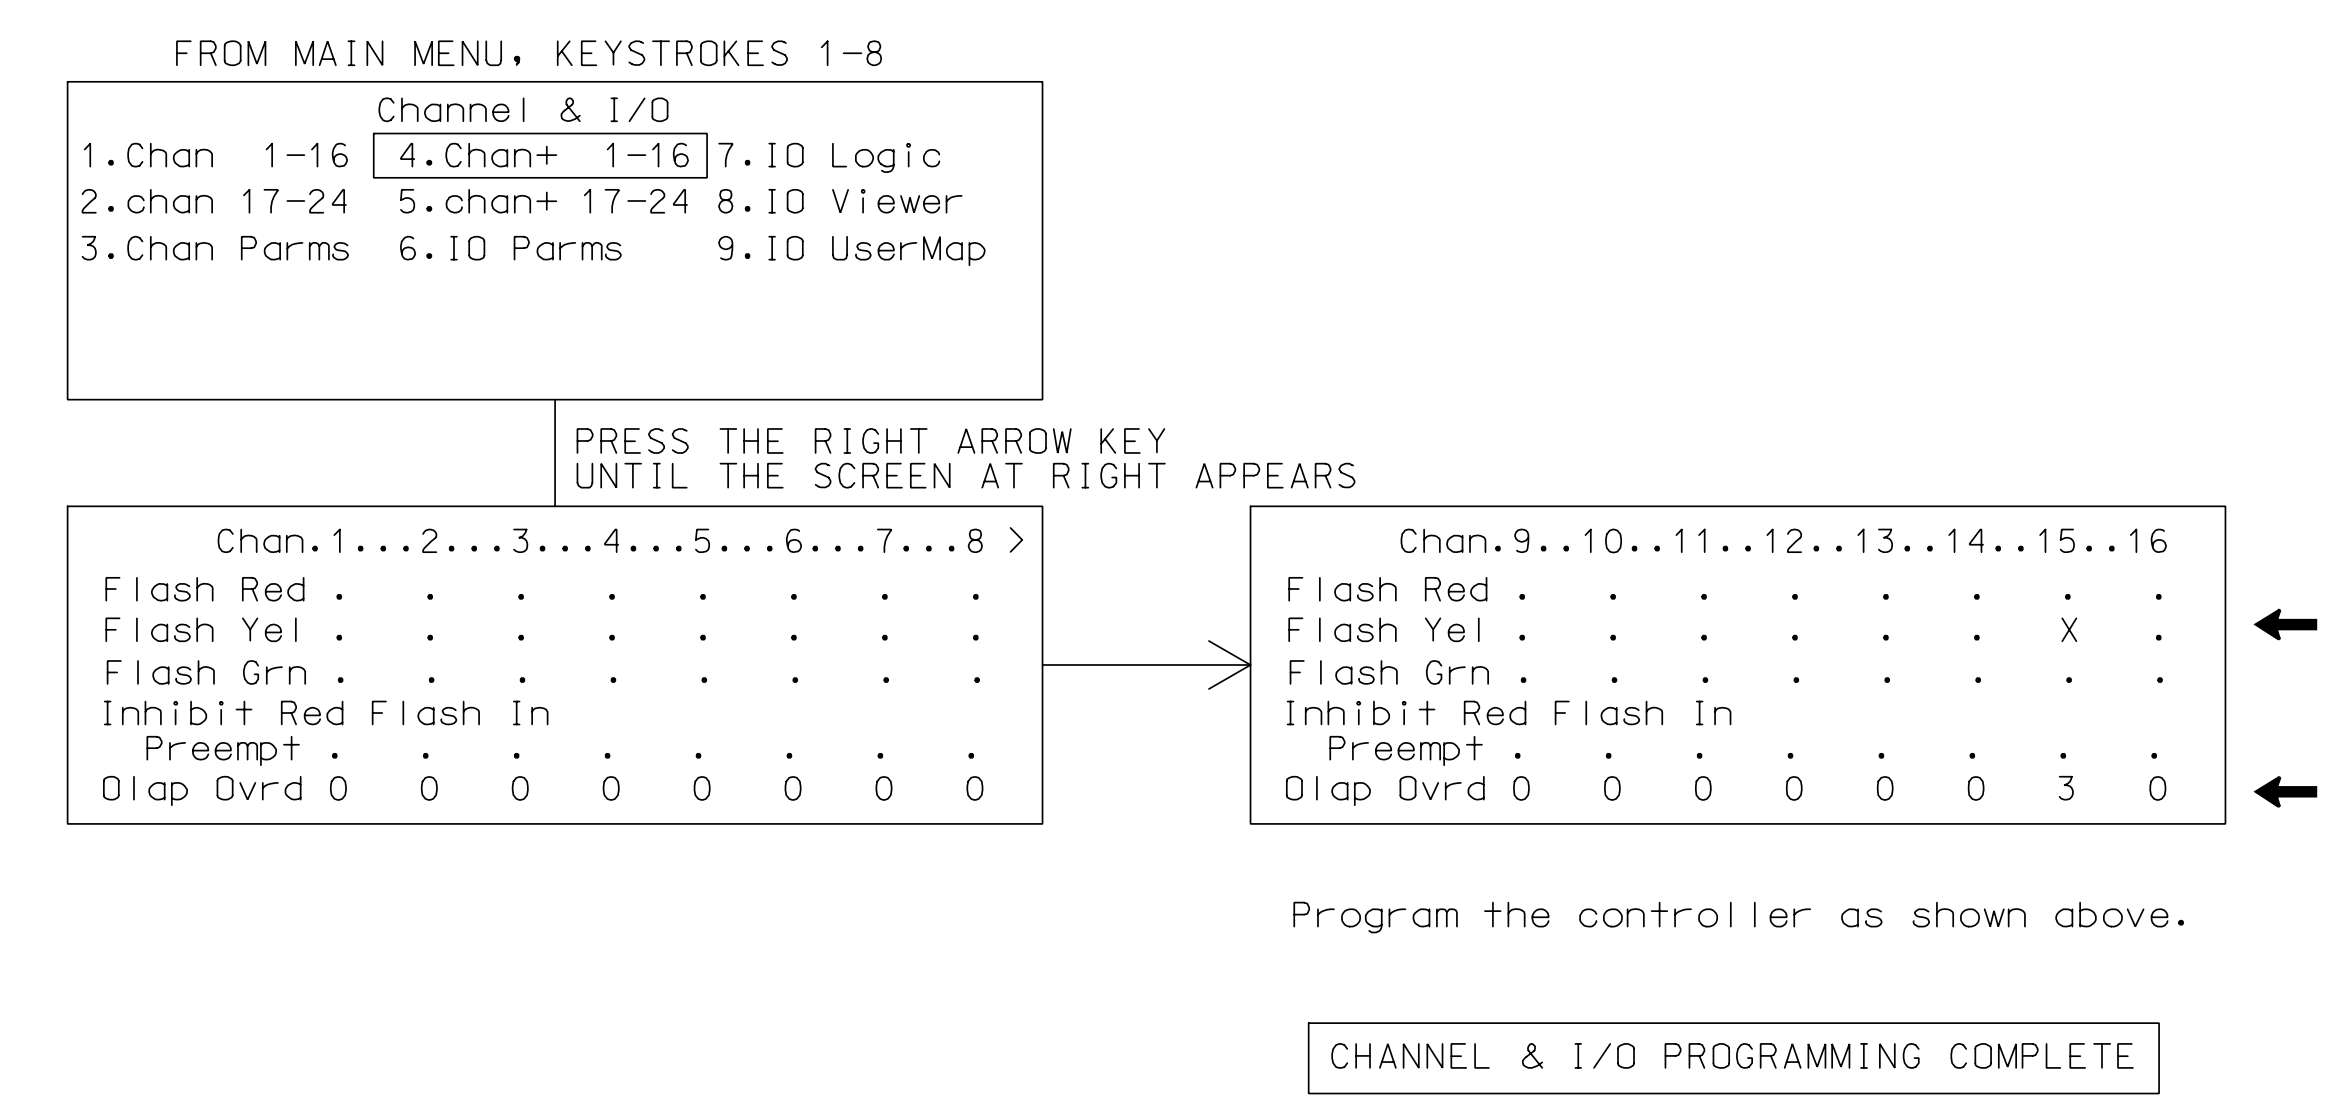 FROM MAIN MENU, KEYSTROKES 1-8
Channel & I/O
1.Chan  1-16  4.Chan+  1-16 7.IO Logic
2.chan 17-24  5.chan+ 17-24 8.IO Viewer
3.Chan Parms  6.IO Parms  9.IO UserMap
PRESS THE RIGHT ARROW KEY
UNTIL THE SCREEN AT RIGHT APPEARS
Chan.1...2...3...4...5...6...7...8 >
Flash Red . . . . . . . .
Flash Yel . . . . . . . .
Flash Grn . . . . . . . .
Inhibit Red Flash In
Preempt . . . . . . . .
Olap Ovrd 0 0 0 0 0 0 0 0
Chan.9..10..11..12..13..14..15..16
Flash Red . . . . . . . .
Flash Yel . . . . . . X .
Flash Grn . . . . . . . .
Inhibit Red Flash In
Preempt . . . . . . . .
Olap Ovrd 0 0 0 0 0 0 3 0
Program the controller as shown above.
CHANNEL & I/O PROGRAMMING COMPLETE